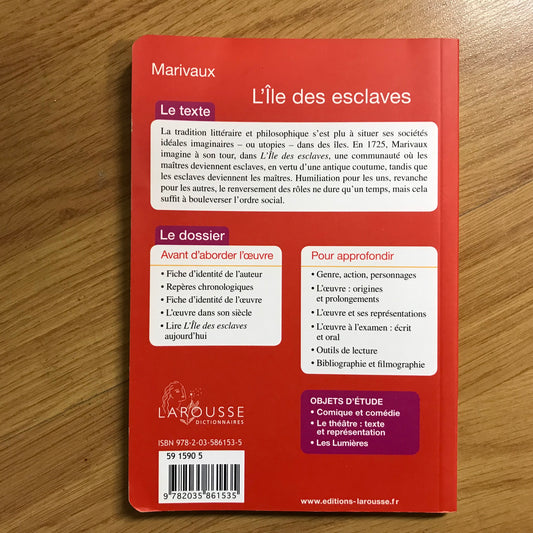 Marivaux
L'Île des esclaves
Le texte
La tradition littéraire et philosophique s'est plu à situer ses sociétés
idéales imaginaires – ou utopies – dans des îles. En 1725, Marivaux
imagine à son tour, dans L'Île des esclaves, une communauté où les
maîtres deviennent esclaves, en vertu d'une antique coutume, tandis que
les esclaves deviennent les maîtres. Humiliation pour les uns, revanche
pour les autres, le renversement des rôles ne dure qu'un temps, mais cela
suffit à bouleverser l'ordre social.
Le dossier
Avant d'aborder l'œuvre
• Fiche d'identité de l'auteur
• Repères chronologiques
• Fiche d'identité de l'œuvre
• L'œuvre dans son siècle
• Lire L'Île des esclaves
aujourd'hui
Pour approfondir
• Genre, action, personnages
• L'œuvre : origines
et prolongements
• L'œuvre et ses représentations
• L'œuvre à l'examen : écrit
et oral
• Outils de lecture
• Bibliographie et filmographie
LAROUSSE
DICTIONNAIRES
OBJETS D'ÉTUDE
• Comique et comédie
• Le théâtre : texte
et représentation
• Les Lumières
ISBN 978-2-03-586153-5
59 1590 5
9 782035 861535
www.editions-larousse.fr